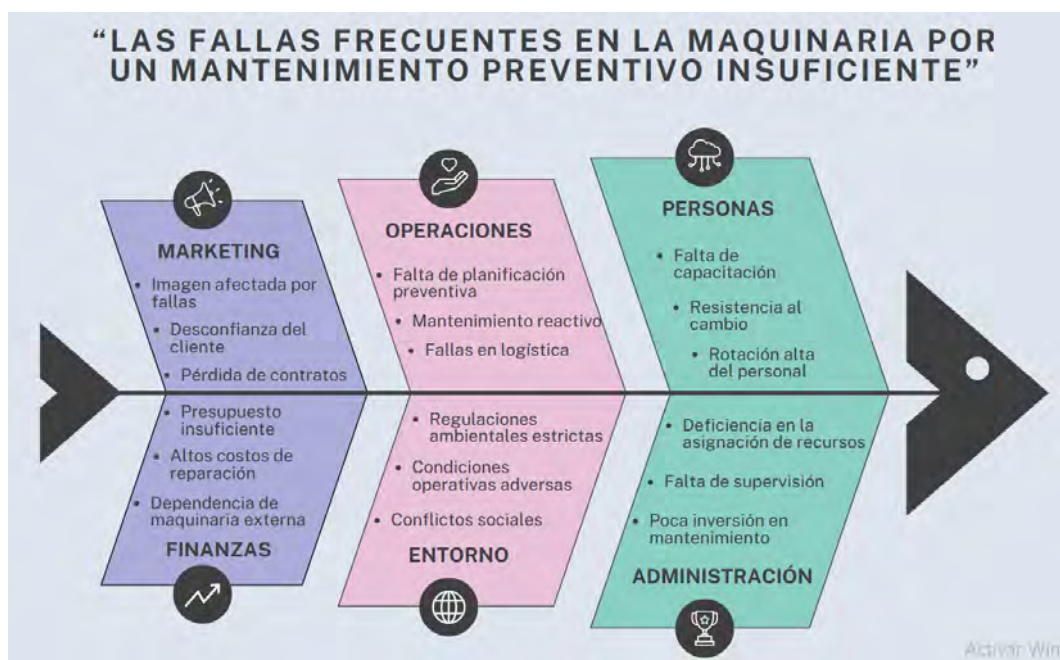 “LAS FALLAS FRECUENTES EN LA MAQUINARIA POR
UN MANTENIMIENTO PREVENTIVO INSUFICIENTE”
MARKETING
• Imagen afectada por
fallas
• Desconfianza del
cliente
• Pérdida de contratos
OPERACIONES
• Falta de planificación
preventiva
• Mantenimiento reactivo
• Fallas en logística
PERSONAS
• Falta de
capacitación
• Resistencia al
cambio
• Rotación alta
del personal
• Presupuesto
insuficiente
• Altos costos de
reparación
• Dependencia de
maquinaria externa
FINANZAS
• Regulaciones
ambientales estrictas
• Condiciones
operativas adversas
• Conflictos sociales
ENTORNO
• Deficiencia en la
asignación de recursos
• Falta de supervisión
• Poca inversión en
mantenimiento
ADMINISTRACIÓN
Activar Win